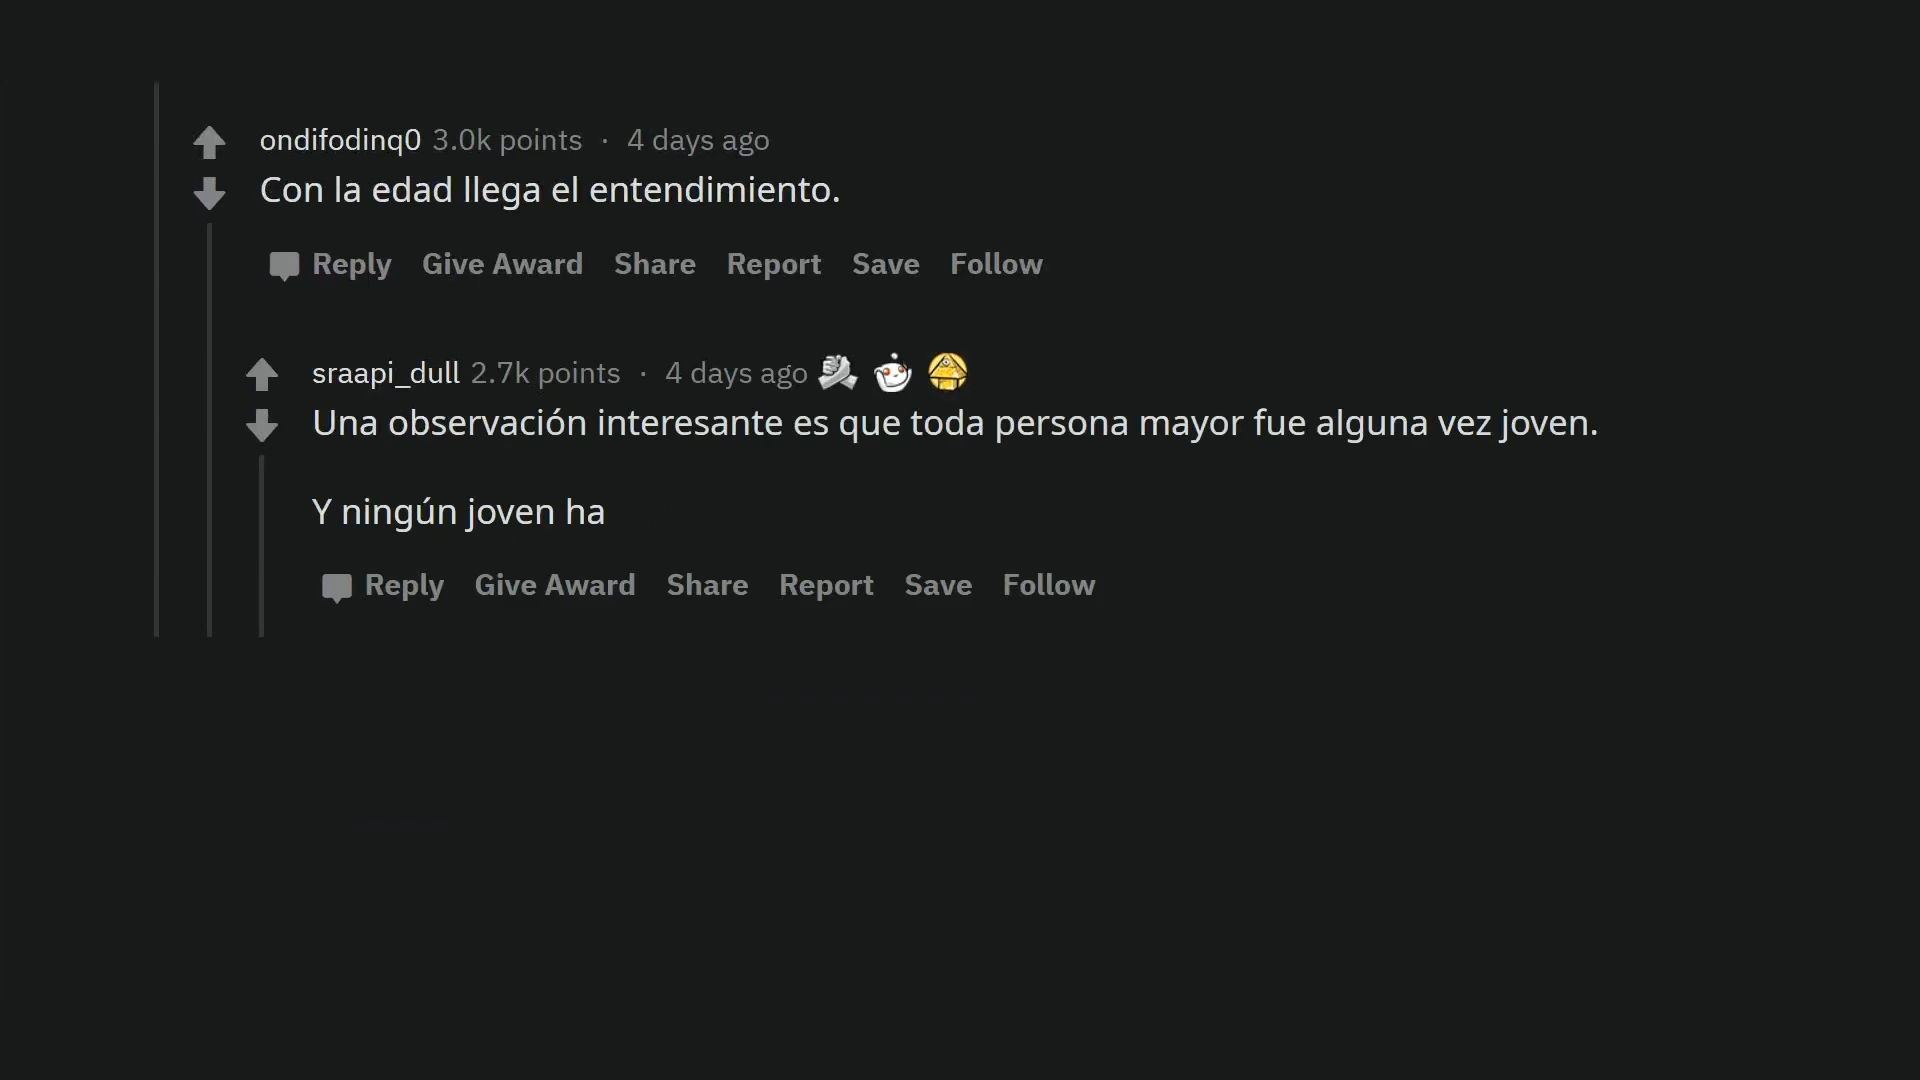 ondifodinq0 3.0k points · 4 days ago
Con la edad llega el entendimiento.
Reply Give Award Share Report Save Follow
sraapi_dull 2.7k points · 4 days ago
Una observación interesante es que toda persona mayor fue alguna vez joven.
Y ningún joven ha
Reply Give Award Share Report Save Follow